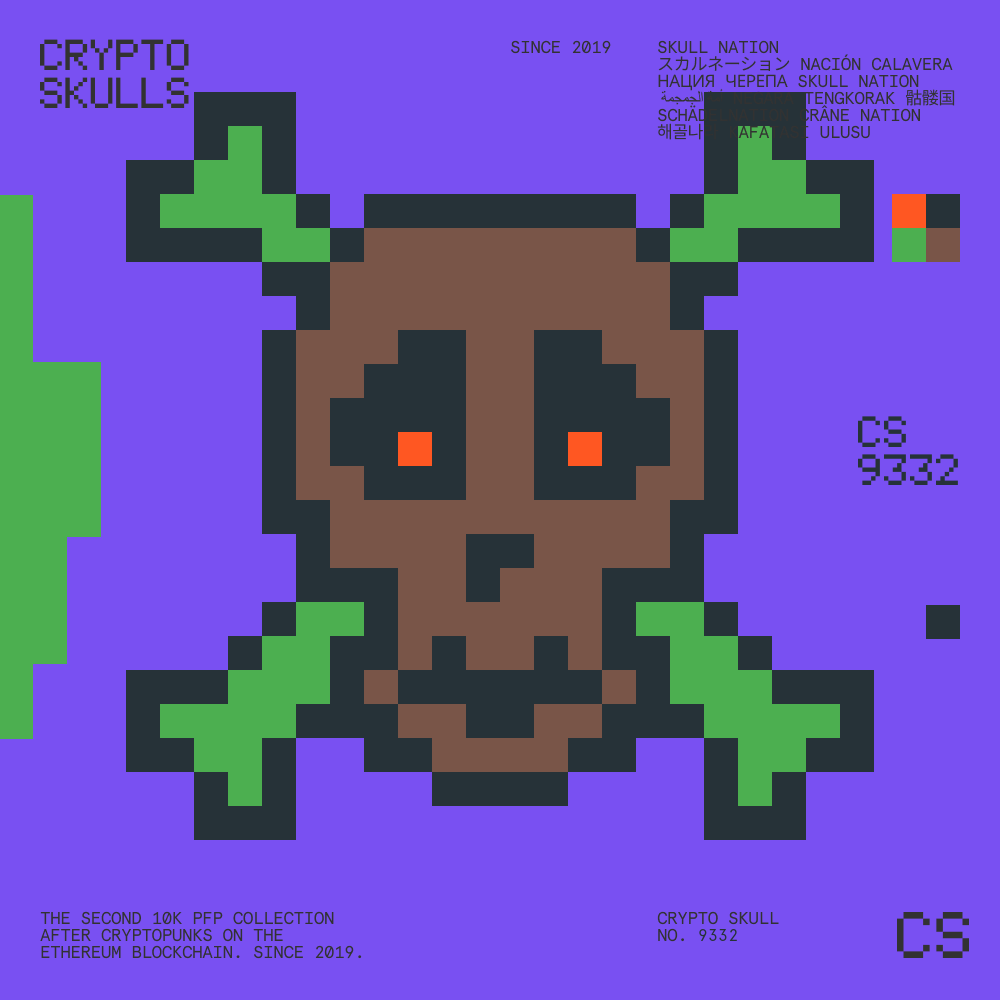 CRYPTO
SKULLS
SINCE 2019
SKULL NATION
スカルネーション NACIÓN CALAVERA
НАЦИЯ ЧЕРЕПА SKULL NATION
الجمجمة TENGKORAK 骷髅国
CRÂNE NATION
해골 ULUSU
CS
9332
THE SECOND 10K PFP COLLECTION
AFTER CRYPTOPUNKS ON THE
ETHEREUM BLOCKCHAIN. SINCE 2019.
CRYPTO SKULL
NO. 9332
CS